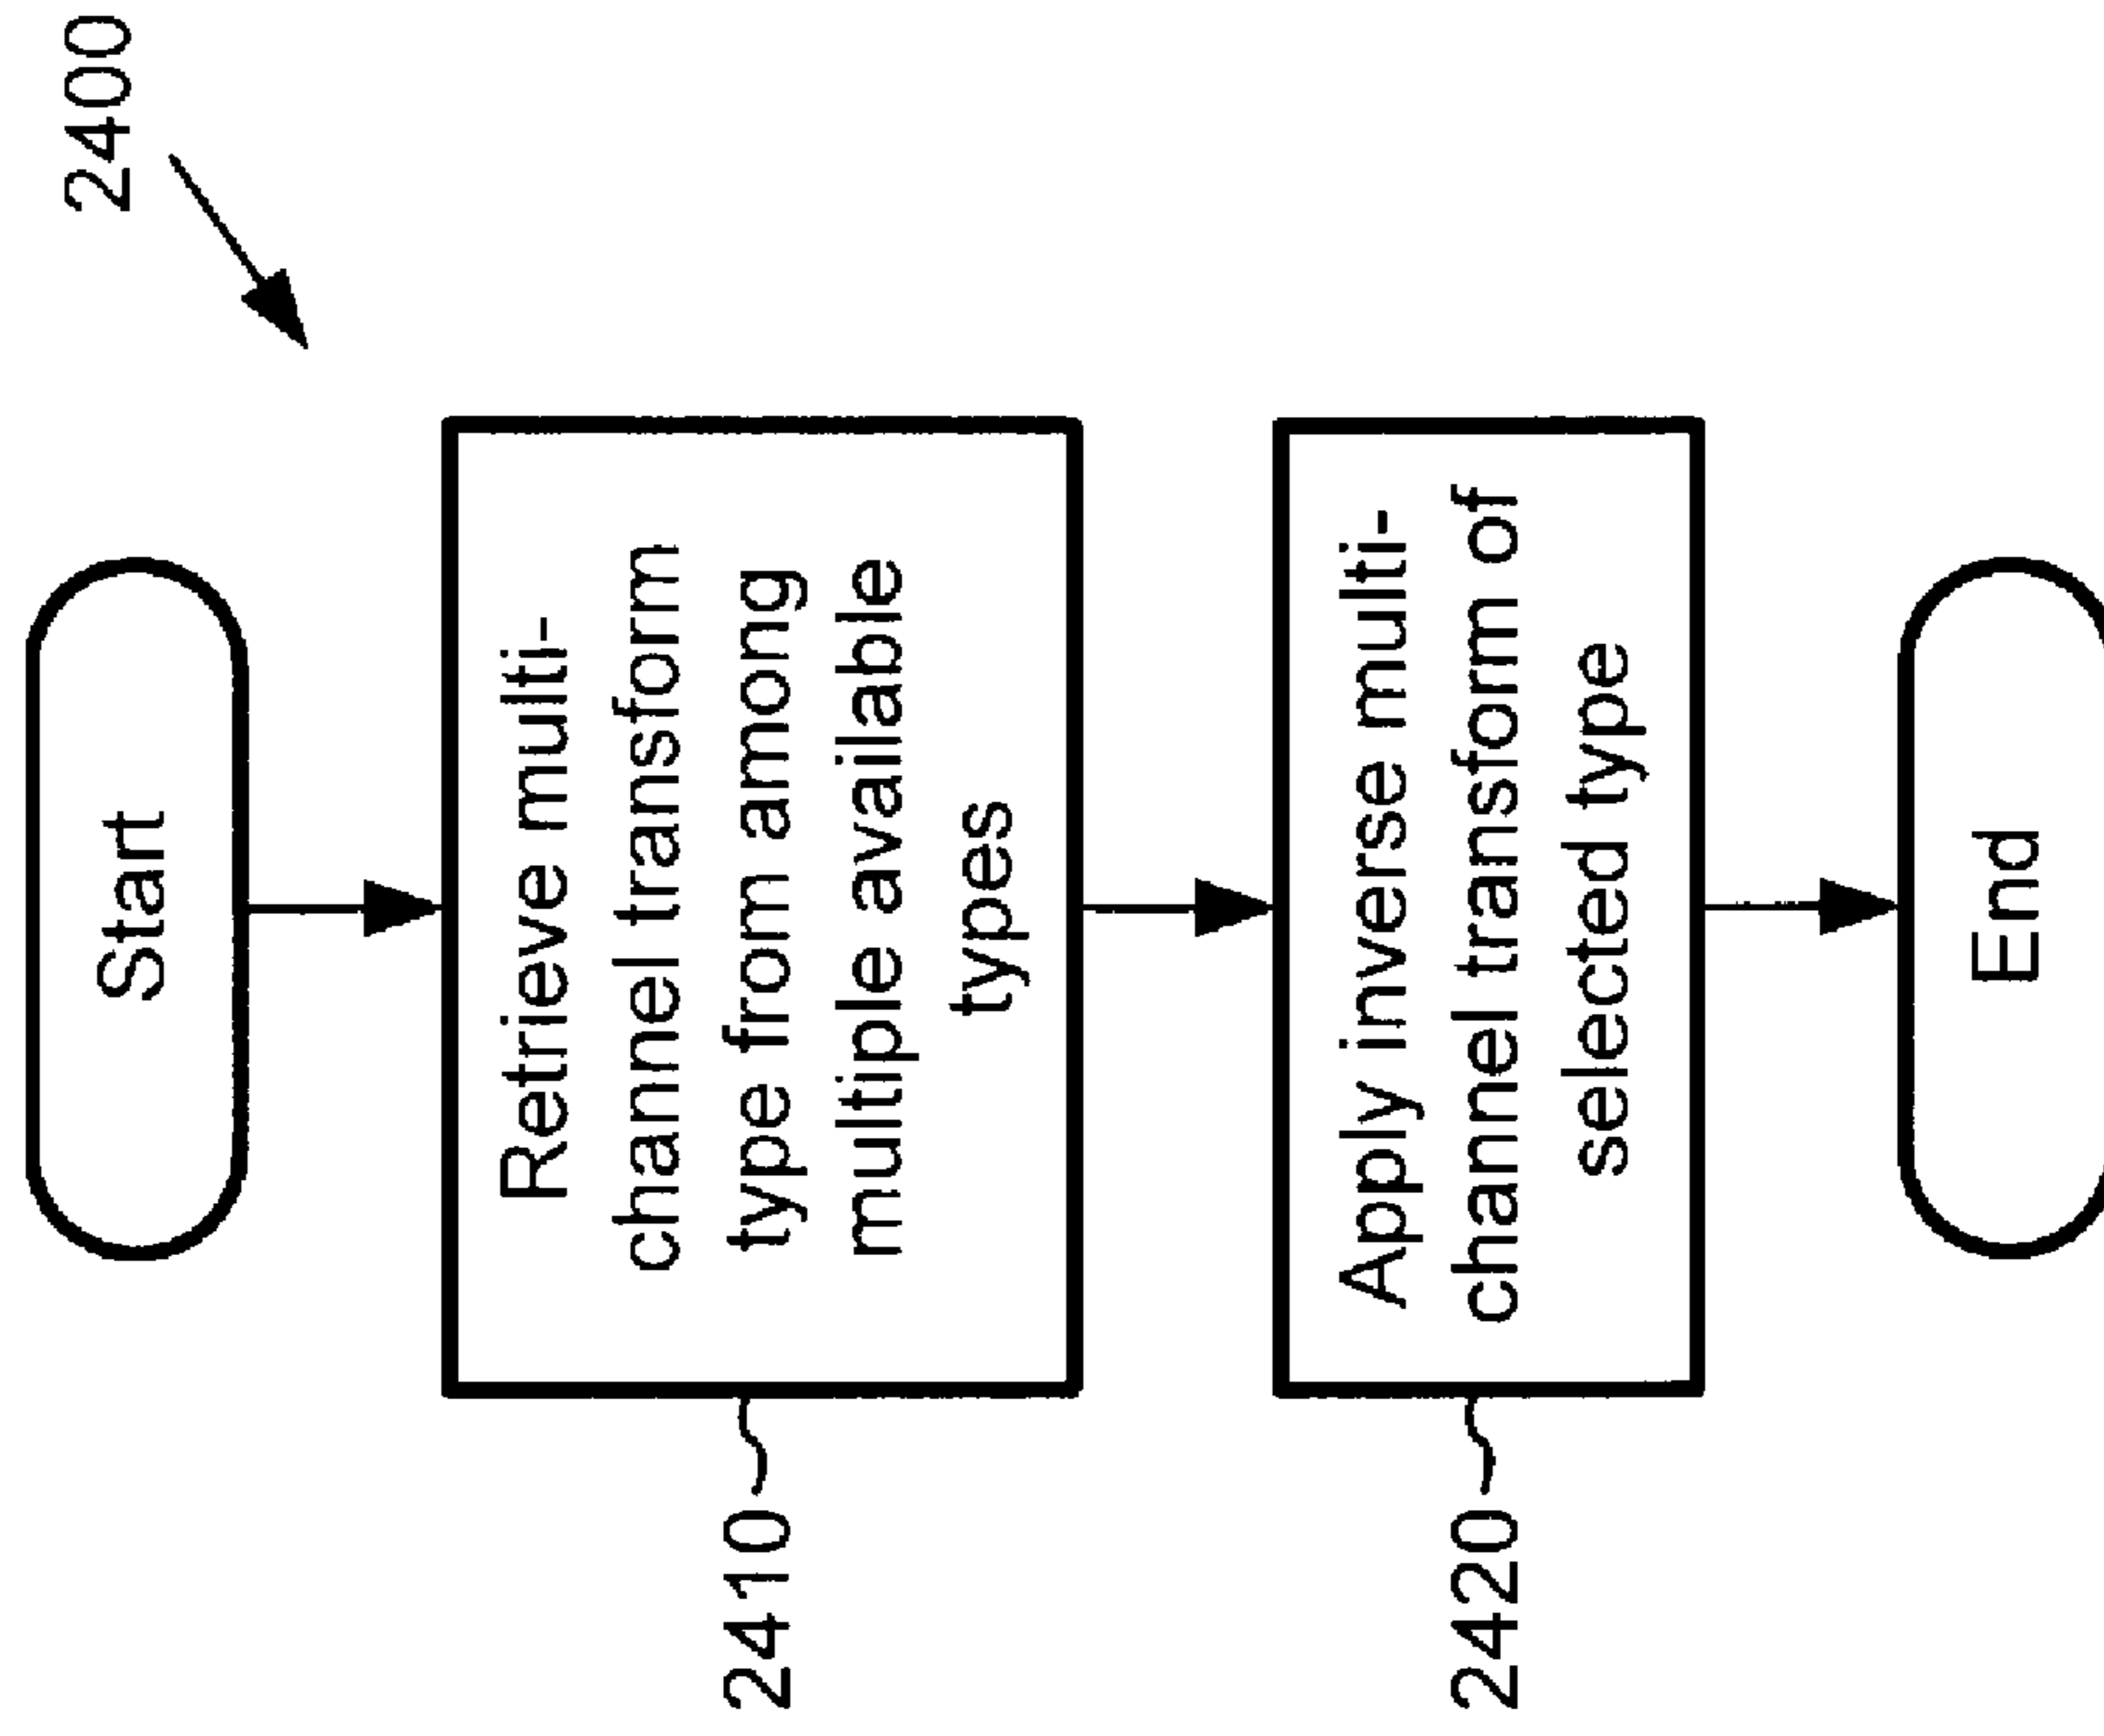 2400
Start
Retrieve multi-
channel transform
type from among
multiple available
types
2410
Apply inverse multi-
channel transform of
selected type
2420
End